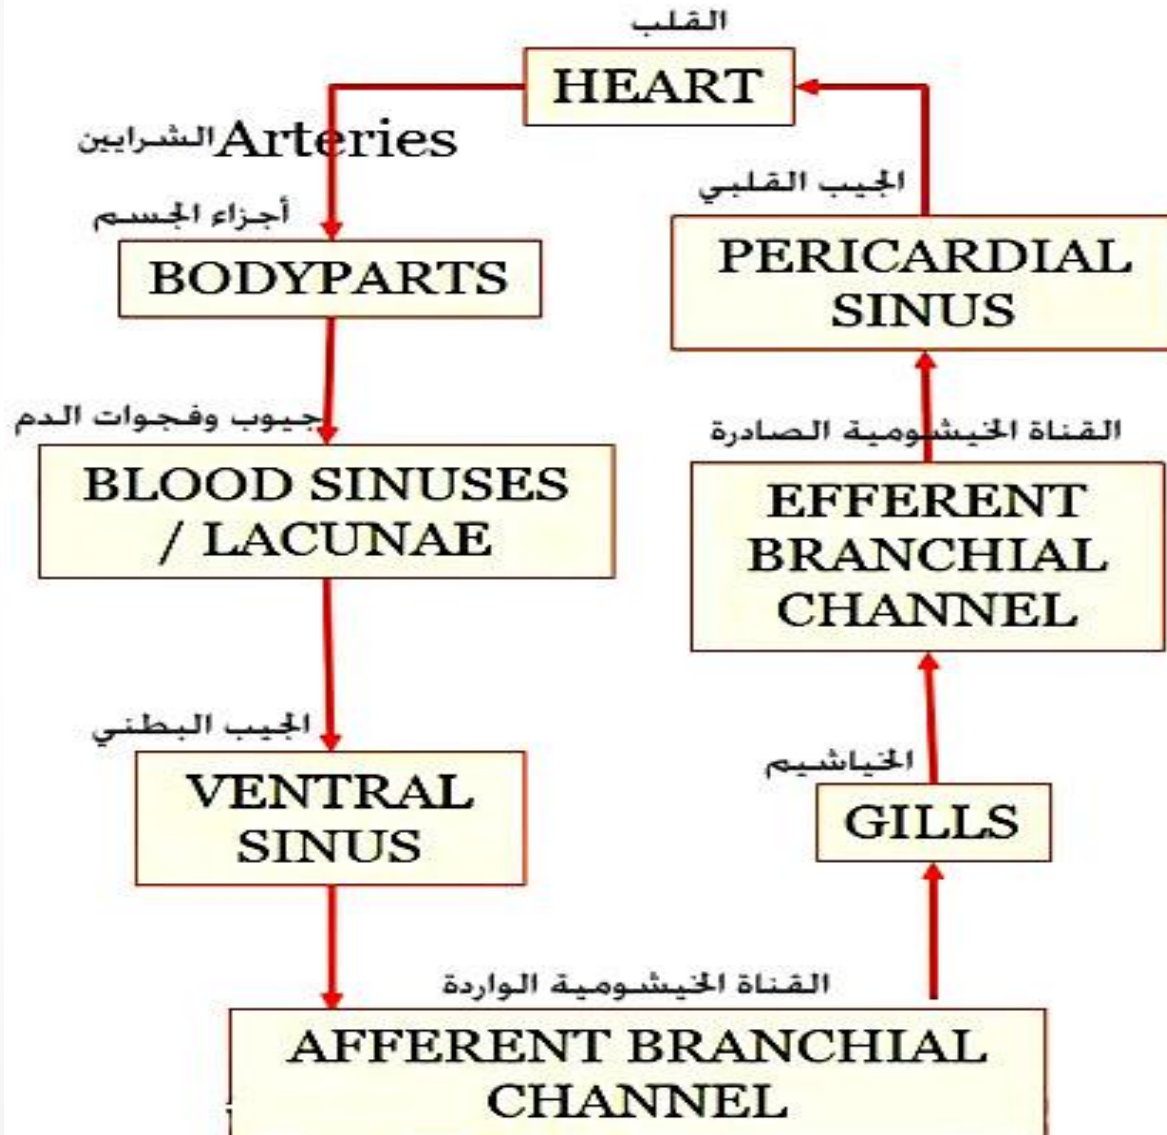 القلب
HEART
الشرايين Arteries
أجزاء الجسم
BODYPARTS
جيوب وفجوات الدم
BLOOD SINUSES
/ LACUNAE
الجيب البطني
VENTRAL
SINUS
القناة الخيشومية الواردة
AFFERENT BRANCHIAL
CHANNEL
الخياشيم
GILLS
القناة الخيشومية الصادرة
EFFERENT
BRANCHIAL
CHANNEL
الجيب القلبي
PERICARDIAL
SINUS